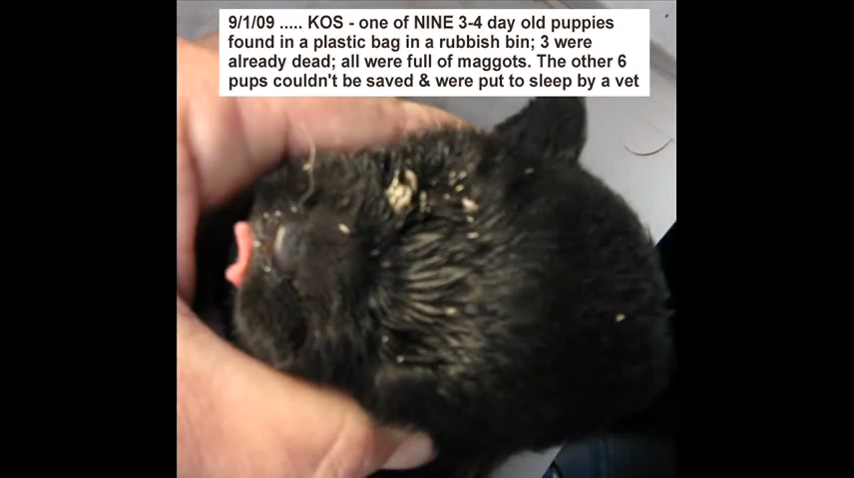 9/1/09 ..... KOS - one of NINE 3-4 day old puppies
found in a plastic bag in a rubbish bin; 3 were
already dead; all were full of maggots. The other 6
pups couldn't be saved & were put to sleep by a vet